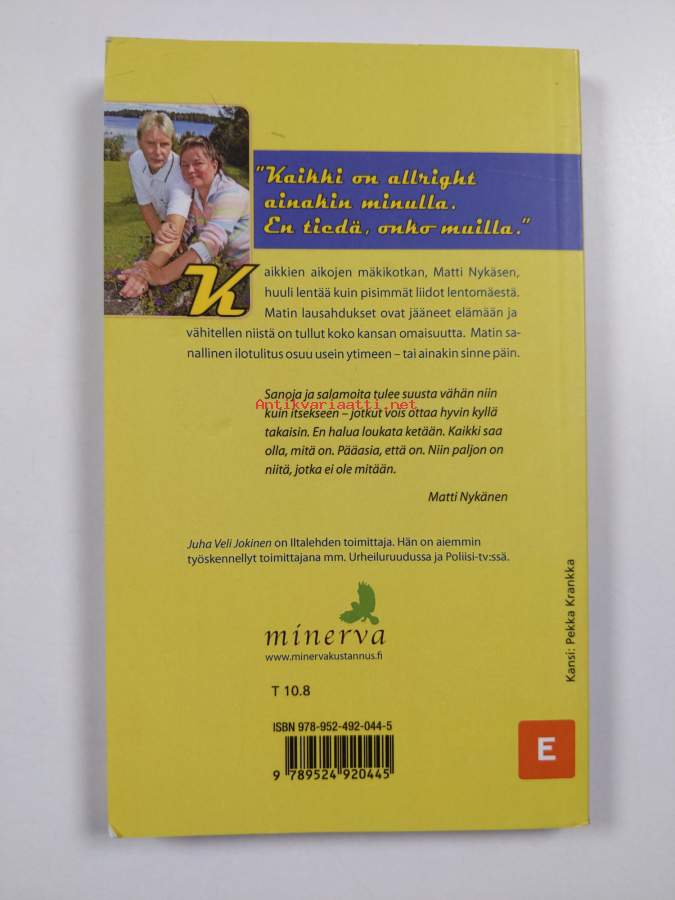 "Kaikki on allright
ainakin minulla.
En tiedä, onko muilla."
Kaikkien aikojen mäkikotkan, Matti Nykäsen,
huuli lentää kuin pisimmät liidot lentomäestä.
Matin lausahdukset ovat jääneet elämään ja
vähitellen niistä on tullut koko kansan omaisuutta. Matin sa-
nallinen ilotulitus osuu usein ytimeen – tai ainakin sinne päin.
Sanoja ja salamoita tulee suusta vähän niin
Antikvariaatti.net
kuin itsekseen – jotkut vois ottaa hyvin kyllä
takaisin. En halua loukata ketään. Kaikki saa
olla, mitä on. Pääasia, että on. Niin paljon on
niitä, jotka ei ole mitään.
Matti Nykänen
Juha Veli Jokinen on Iltalehden toimittaja. Hän on aiemmin
työskennellyt toimittajana mm. Urheiluruudussa ja Poliisi-tv:ssä.
minerva
www.minervakustannus.fi
T 10.8
ISBN 978-952-492-044-5
9 789524 920445
E
Kansi: Pekka Krankka